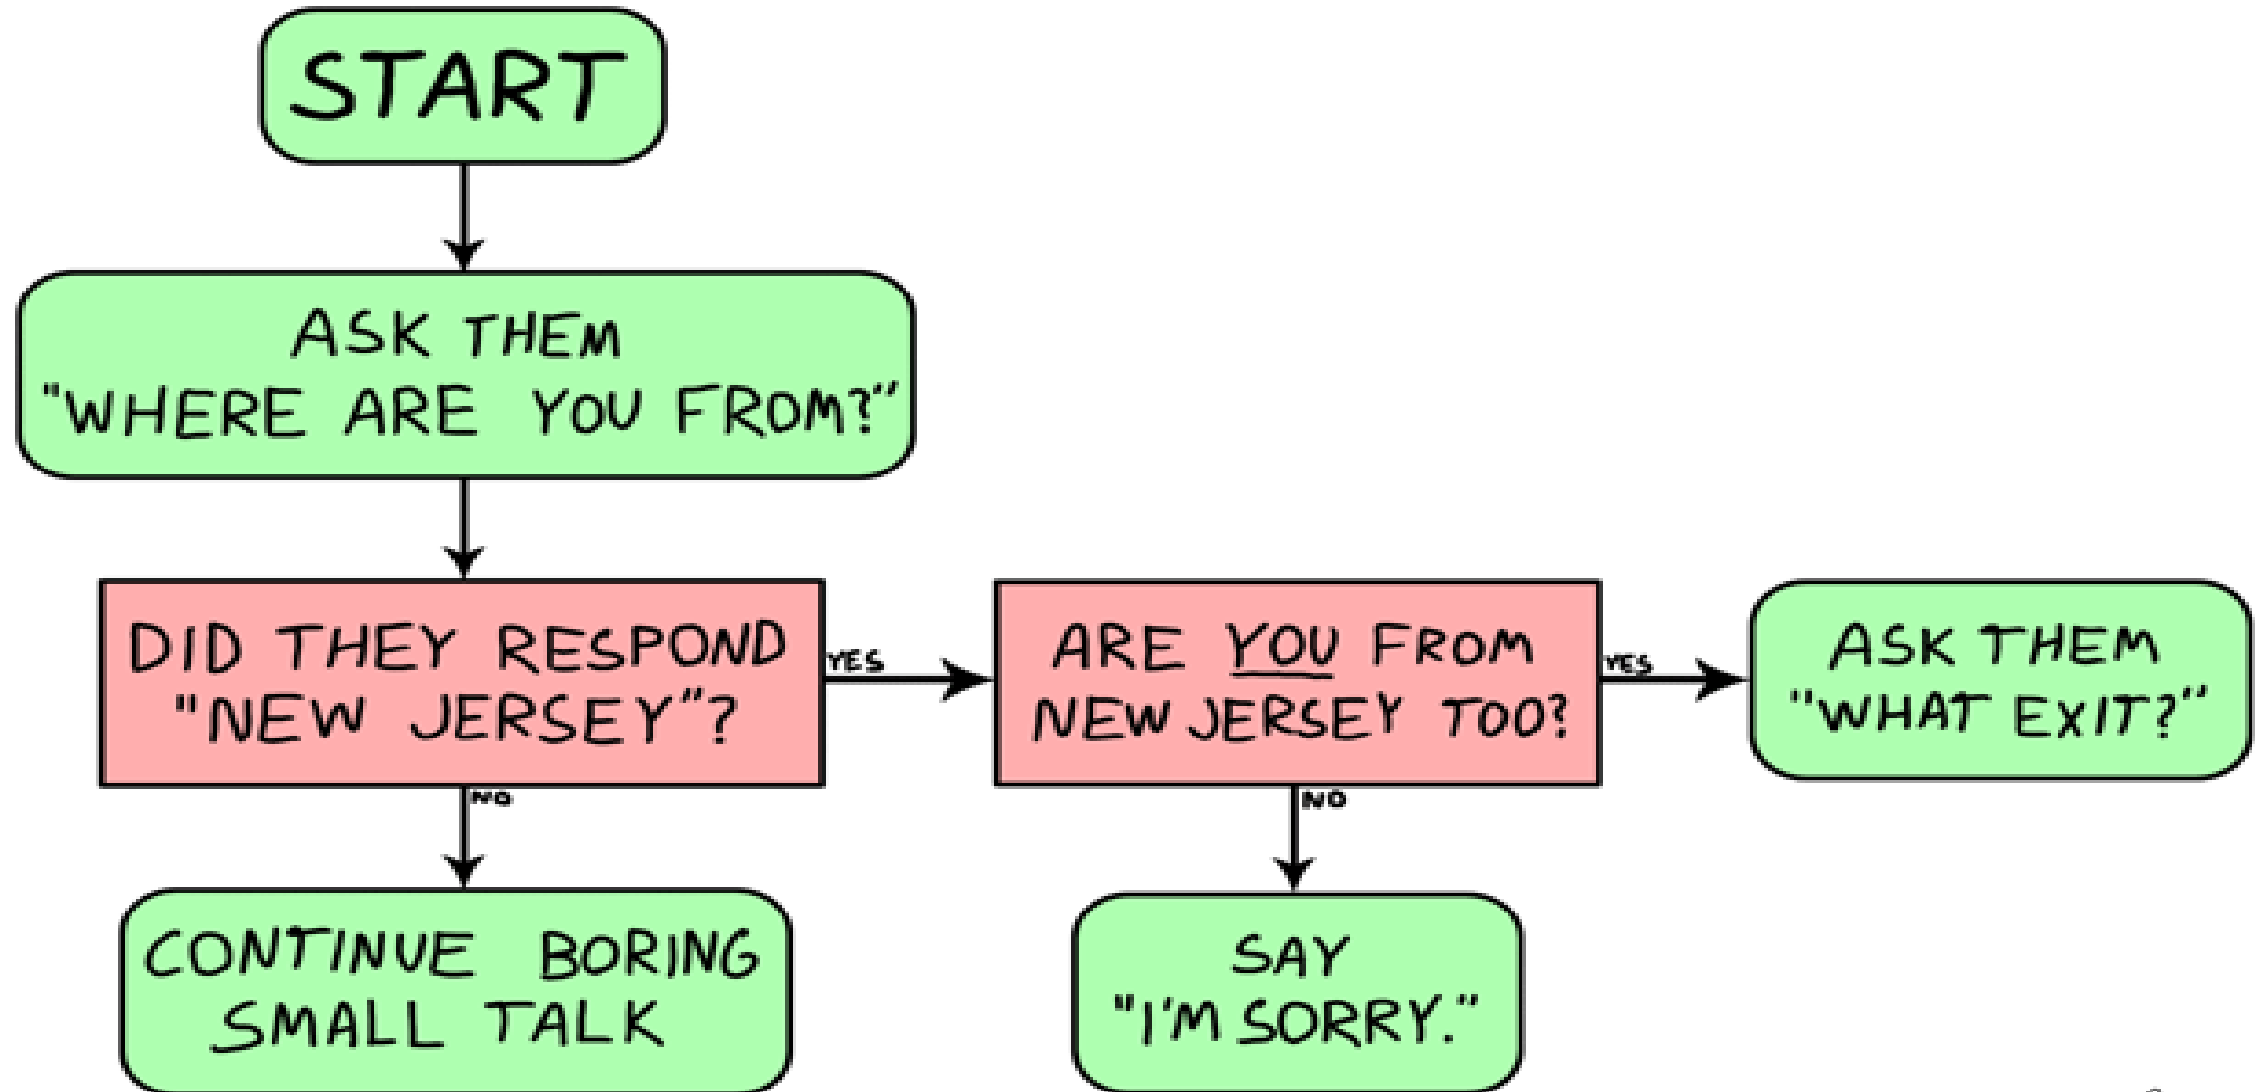 START
ASK THEM
"WHERE ARE YOU FROM?"
DID THEY RESPOND
"NEW JERSEY"?
YES
ARE YOU FROM
NEW JERSEY TOO?
YES
ASK THEM
"WHAT EXIT?"
NO
NO
CONTINUE BORING
SMALL TALK
SAY
"I'M SORRY."